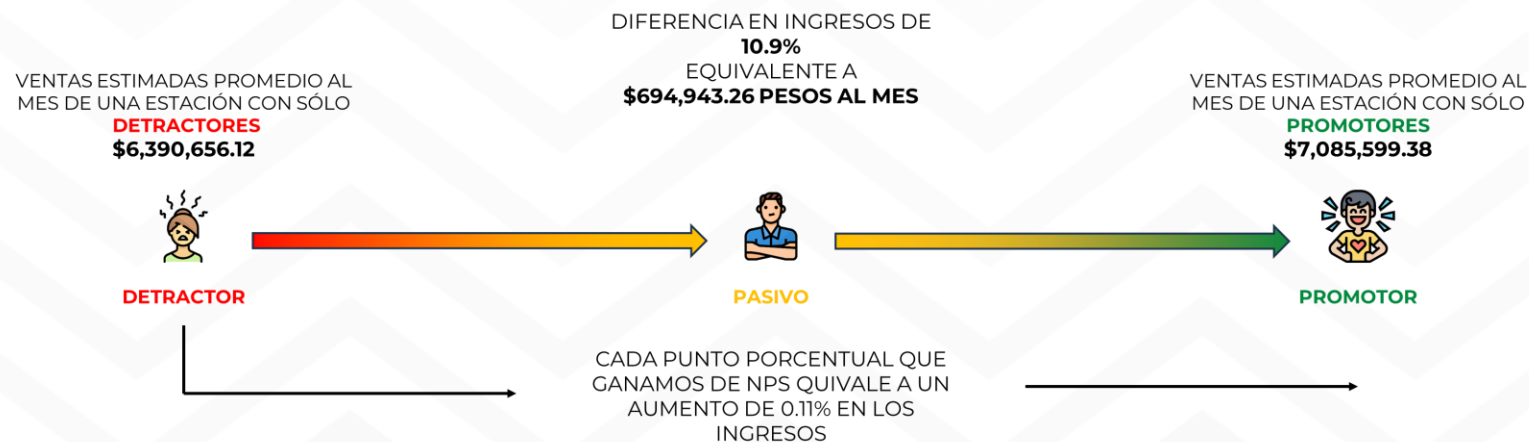 DIFERENCIA EN INGRESOS DE
10.9%
EQUIVALENTE A
$694,943.26 PESOS AL MES
VENTAS ESTIMADAS PROMEDIO AL
MES DE UNA ESTACIÓN CON SÓLO
DETRACTORES
$6,390,656.12
VENTAS ESTIMADAS PROMEDIO AL
MES DE UNA ESTACIÓN CON SÓLO
PROMOTORES
$7,085,599.38
DETRACTOR
PASIVO
PROMOTOR
CADA PUNTO PORCENTUAL QUE
GANAMOS DE NPS QUIVALE A UN
AUMENTO DE 0.11% EN LOS
INGRESOS